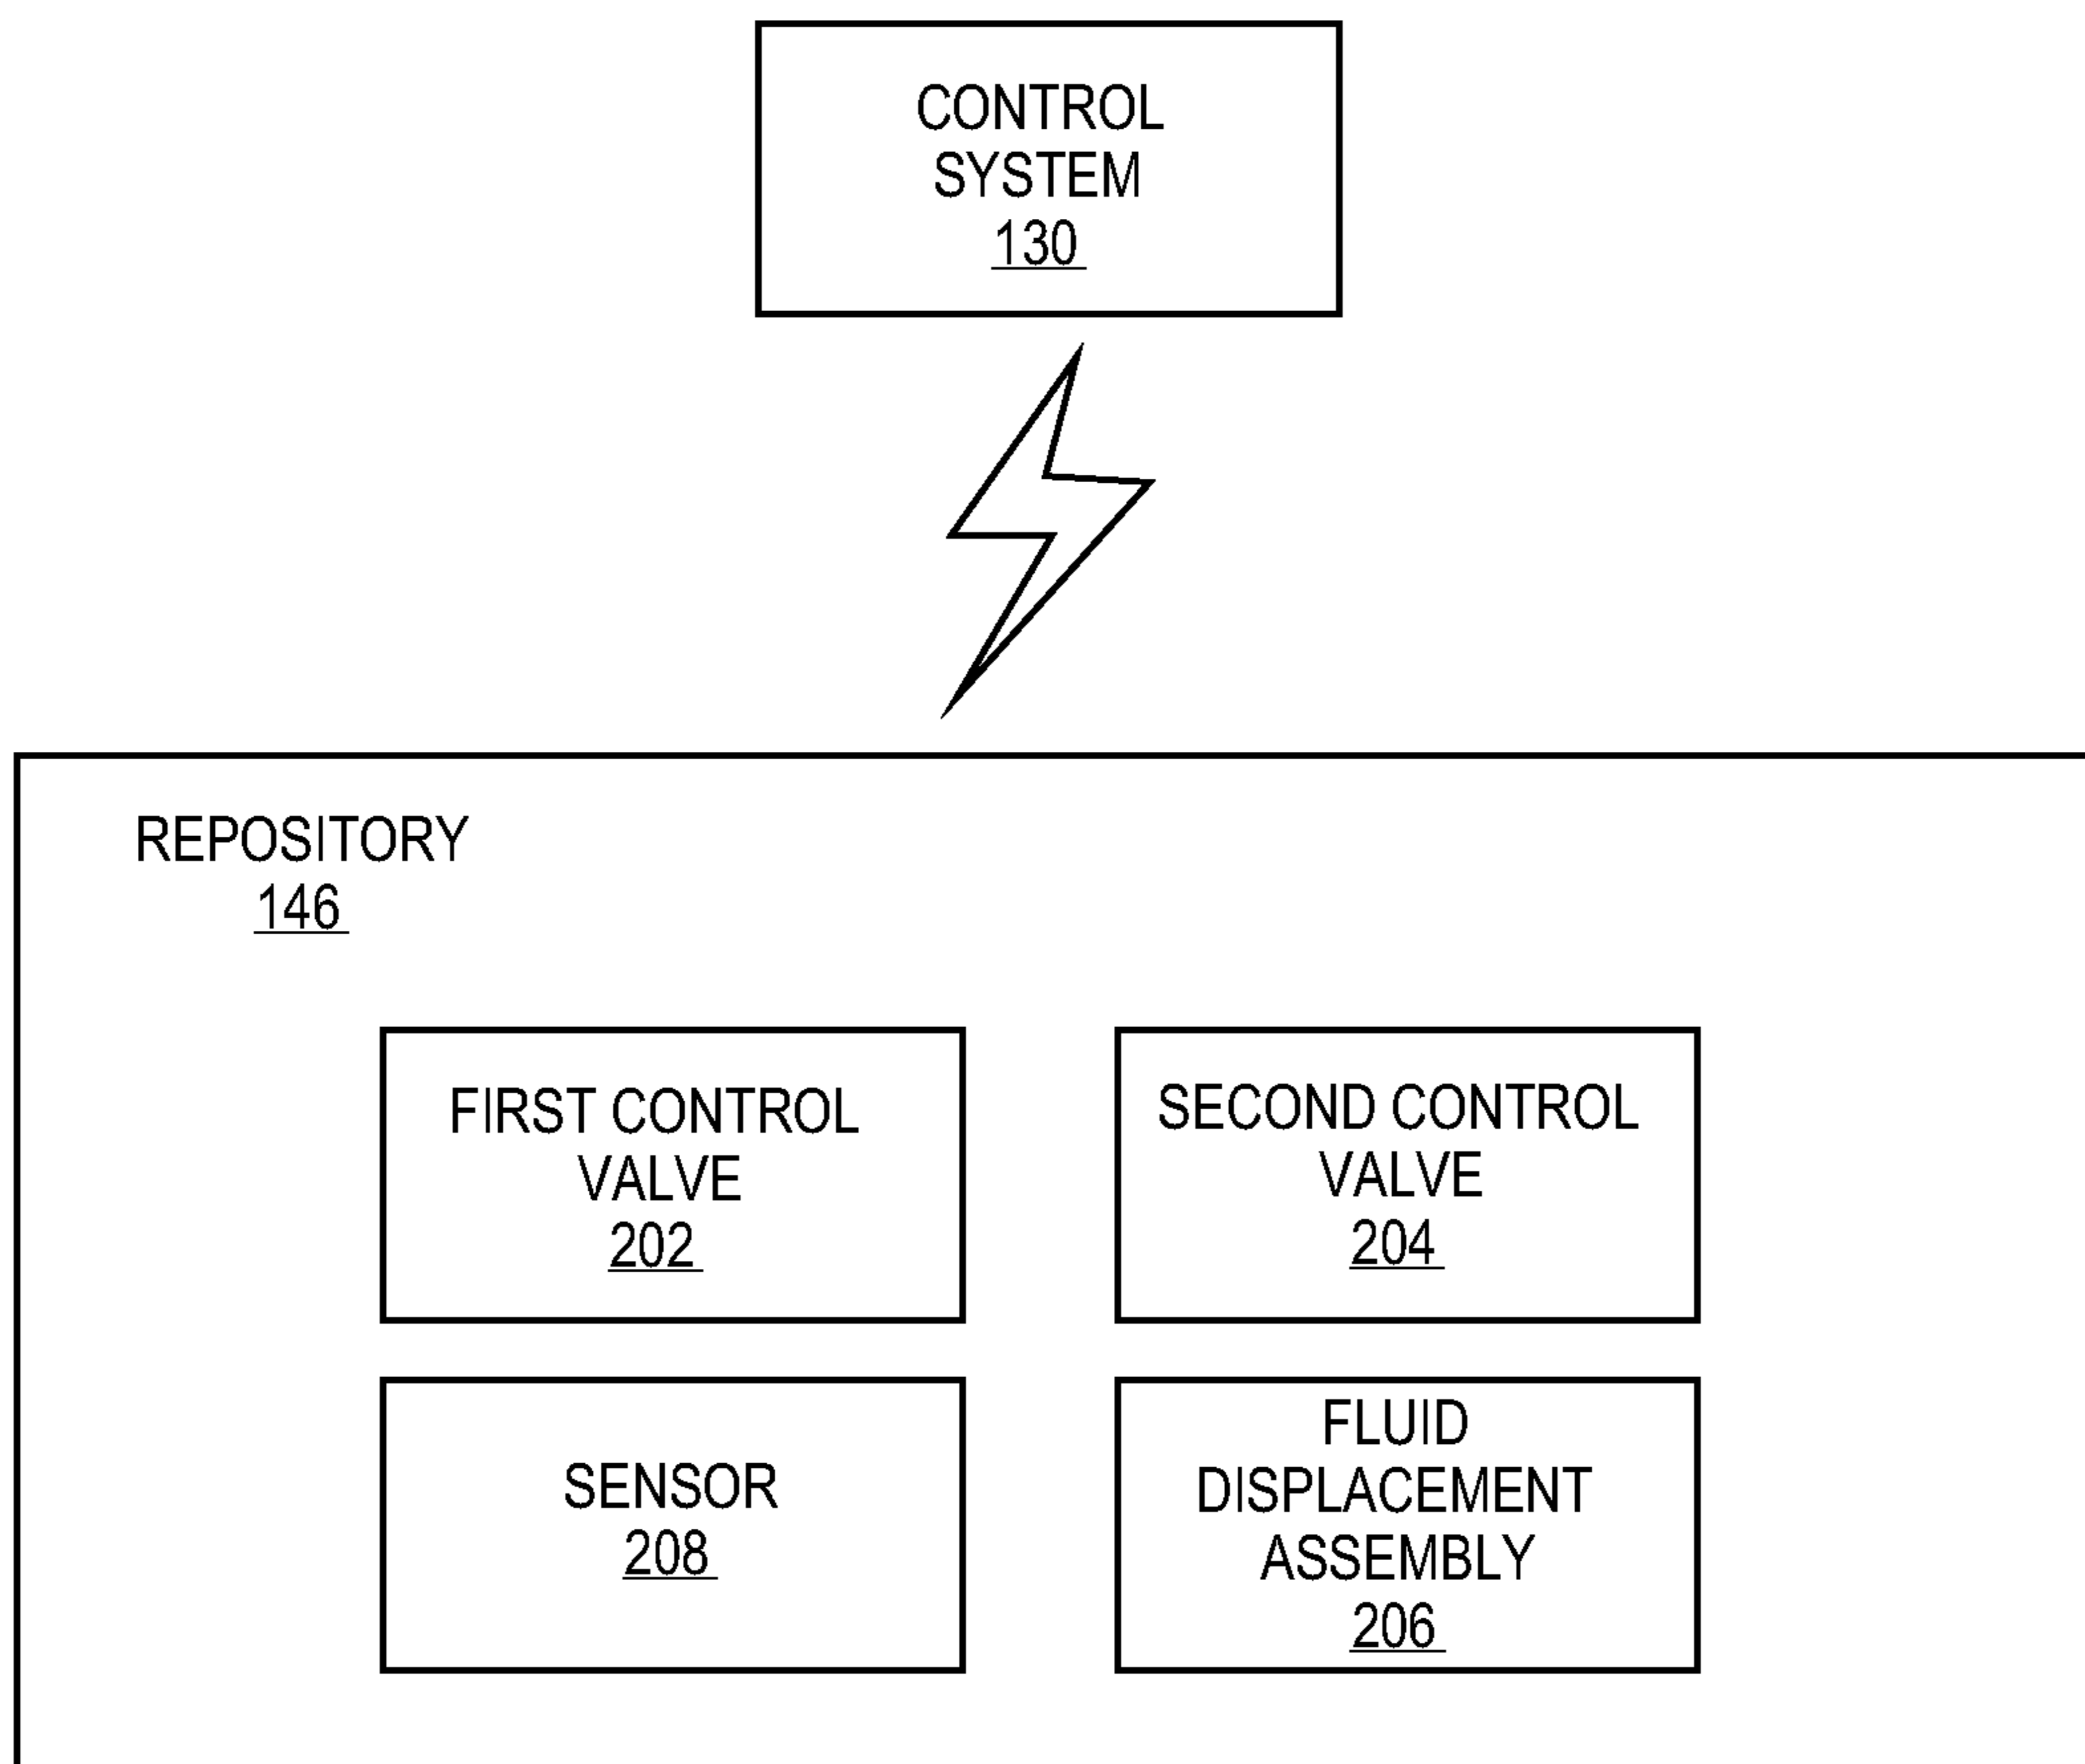 CONTROL
SYSTEM
130
REPOSITORY
146
FIRST CONTROL
VALVE
202
SECOND CONTROL
VALVE
204
SENSOR
208
FLUID
DISPLACEMENT
ASSEMBLY
206